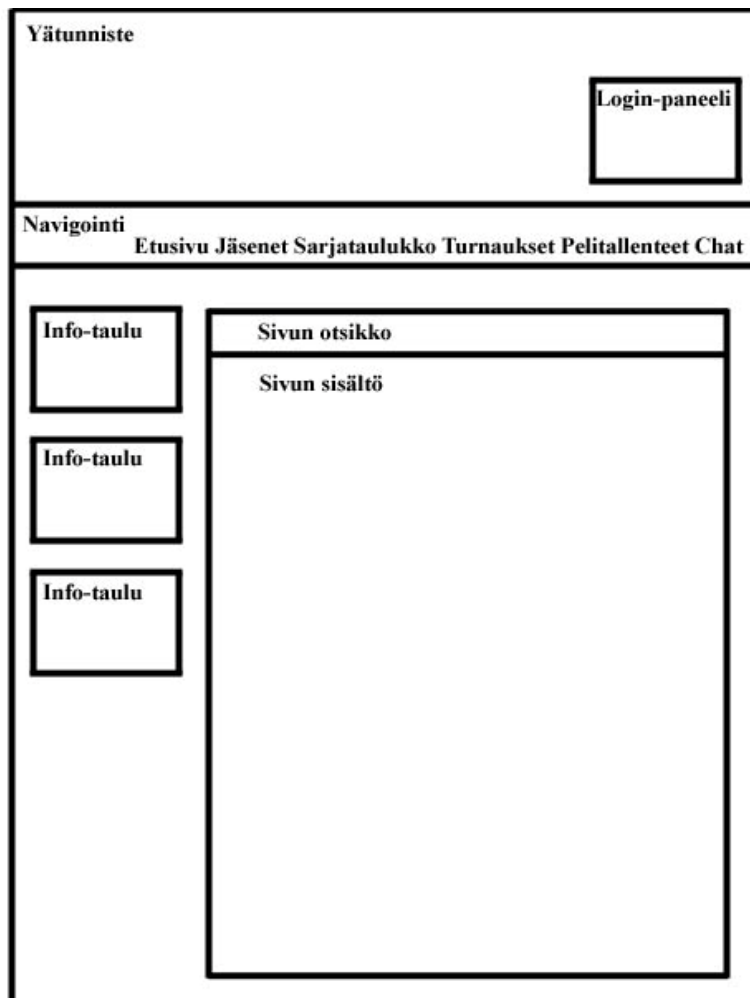 Yätunniste
Login-paneeli
Navigointi
Etusivu Jäsenet Sarjataulukko Turnaukset Pelitallenteet Chat
Info-taulu
Sivun otsikko
Sivun sisältö
Info-taulu
Info-taulu